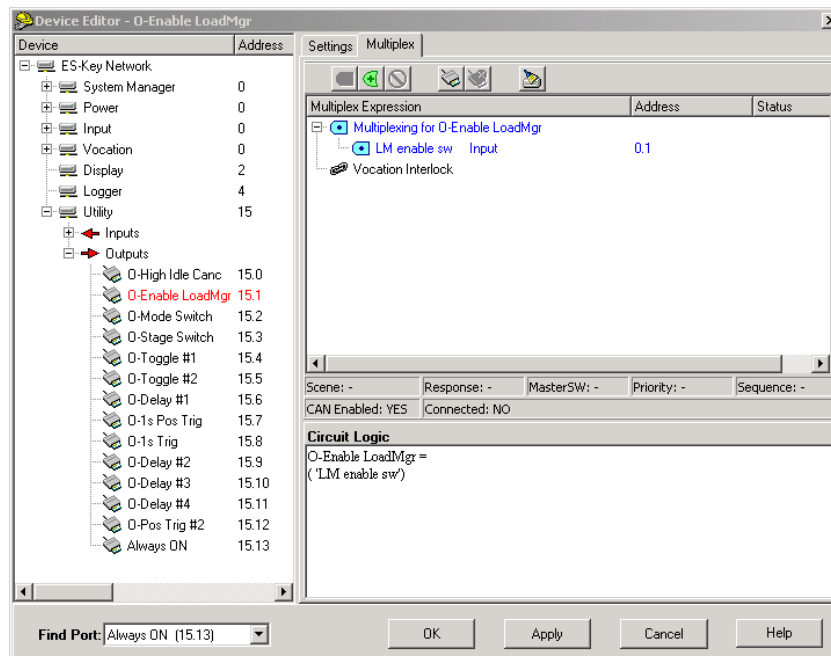 Device Editor - O-Enable LoadMgr
Device Address
ES-Key Network
System Manager 0
Power 0
Input 0
Vocation 0
Display 2
Logger 4
Utility 15
Inputs
Outputs
O-High Idle Canc 15.0
O-Enable LoadMgr 15.1
O-Mode Switch 15.2
O-Stage Switch 15.3
O-Toggle #1 15.4
O-Toggle #2 15.5
O-Delay #1 15.6
O-1s Pos Trig 15.7
O-1s Trig 15.8
O-Delay #2 15.9
O-Delay #3 15.10
O-Delay #4 15.11
O-Pos Trig #2 15.12
Always ON 15.13
Settings Multiplex
Multiplex Expression Address Status
Multiplexing for O-Enable LoadMgr
LM enable sw Input 0.1
Vocation Interlock
Scene: - Response: - MasterSW: - Priority: - Sequence: -
CAN Enabled: YES Connected: NO
Circuit Logic
O-Enable LoadMgr =
( 'LM enable sw')
Find Port: Always ON (15.13) OK Apply Cancel Help